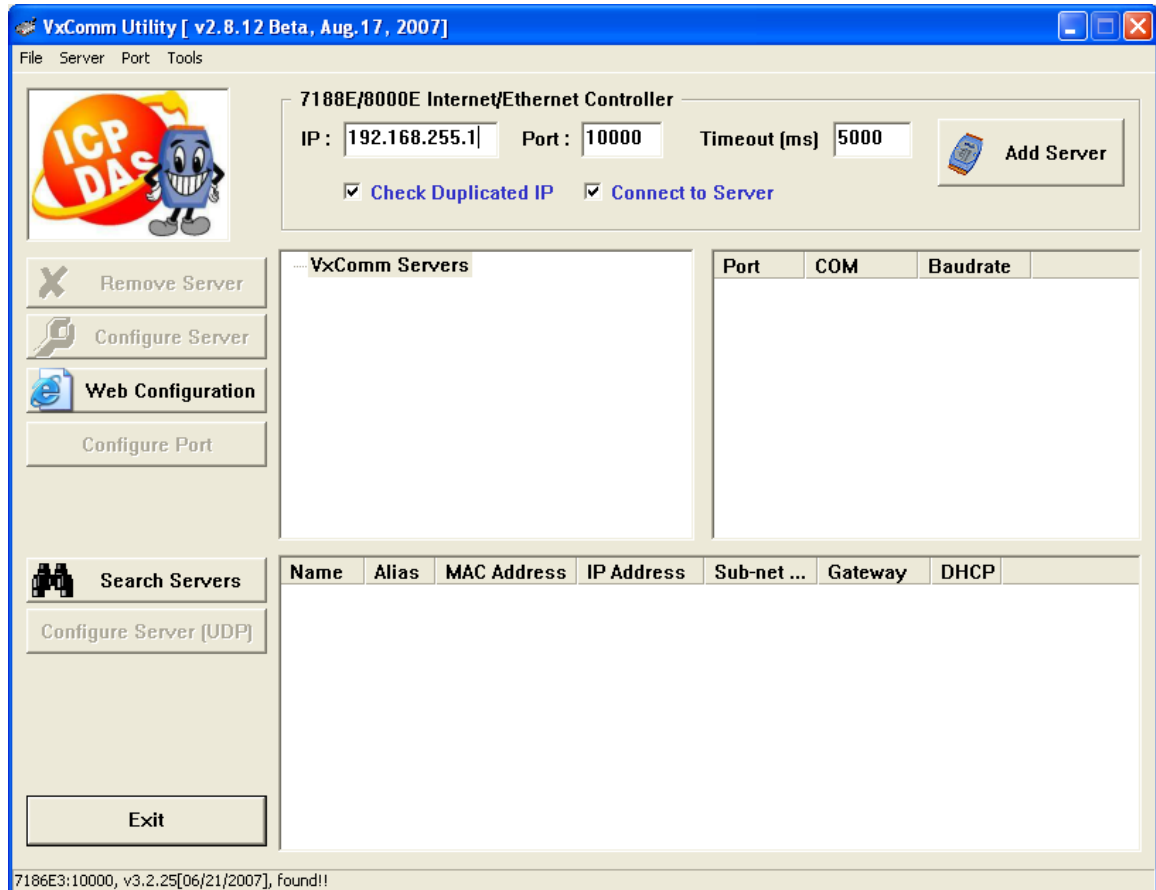 VxComm Utility [ v2.8.12 Beta, Aug.17, 2007]
File Server Port Tools
ICP DAS
7188E/8000E Internet/Ethernet Controller
IP : 192.168.255.1 Port : 10000 Timeout (ms) 5000 Add Server
Check Duplicated IP Connect to Server
Remove Server
Configure Server
Web Configuration
Configure Port
VxComm Servers
Port COM Baudrate
Search Servers
Configure Server (UDP)
Name Alias MAC Address IP Address Sub-net ... Gateway DHCP
Exit
7186E3:10000, v3.2.25[06/21/2007], found!!